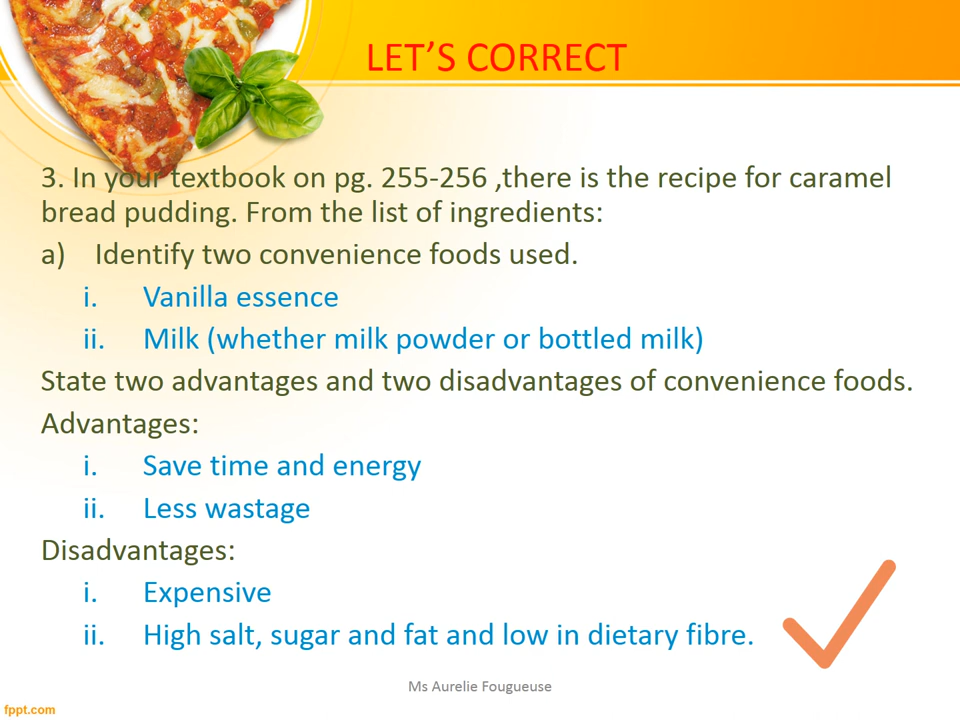 LET'S CORRECT
3. In your textbook on pg. 255-256 ,there is the recipe for caramel
bread pudding. From the list of ingredients:
a) Identify two convenience foods used.
i. Vanilla essence
ii. Milk (whether milk powder or bottled milk)
State two advantages and two disadvantages of convenience foods.
Advantages:
i. Save time and energy
ii. Less wastage
Disadvantages:
i. Expensive
ii. High salt, sugar and fat and low in dietary fibre.
Ms Aurelie Fougueuse
fppt.com